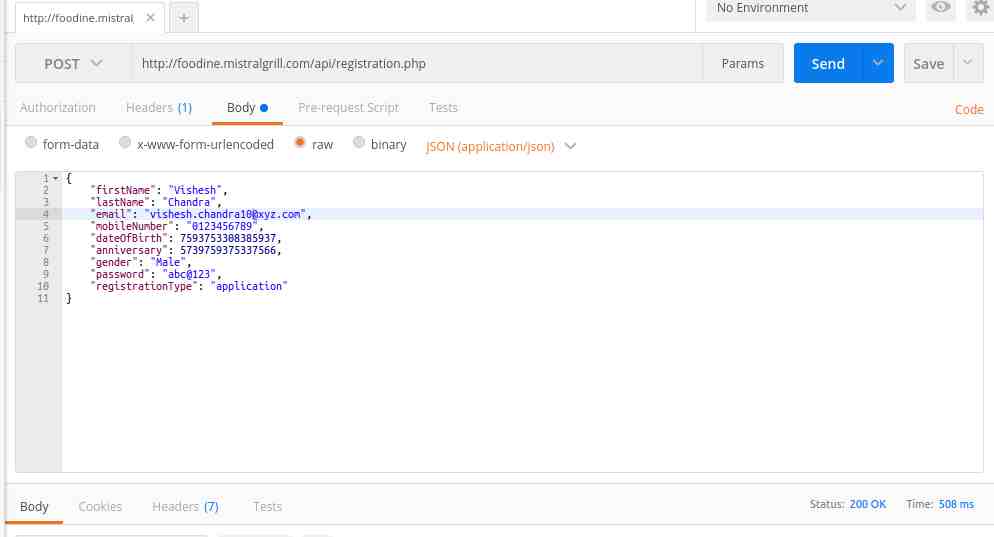 http://foodine.mistral
No Environment
POST http://foodine.mistralgrill.com/api/registration.php Params Send Save
Authorization Headers (1) Body Pre-request Script Tests Code
form-data x-www-form-urlencoded raw binary JSON (application/json)
1 {
2 "firstName": "Vishesh",
3 "lastName": "Chandra",
4 "email": "vishesh.chandra10@xyz.com",
5 "mobileNumber": "0123456789",
6 "dateOfBirth": 7593753308385937,
7 "anniversary": 5739759375337566,
8 "gender": "Male",
9 "password": "abc@123",
10 "registrationType": "application"
11 }
Body Cookies Headers (7) Tests Status: 200 OK Time: 508 ms